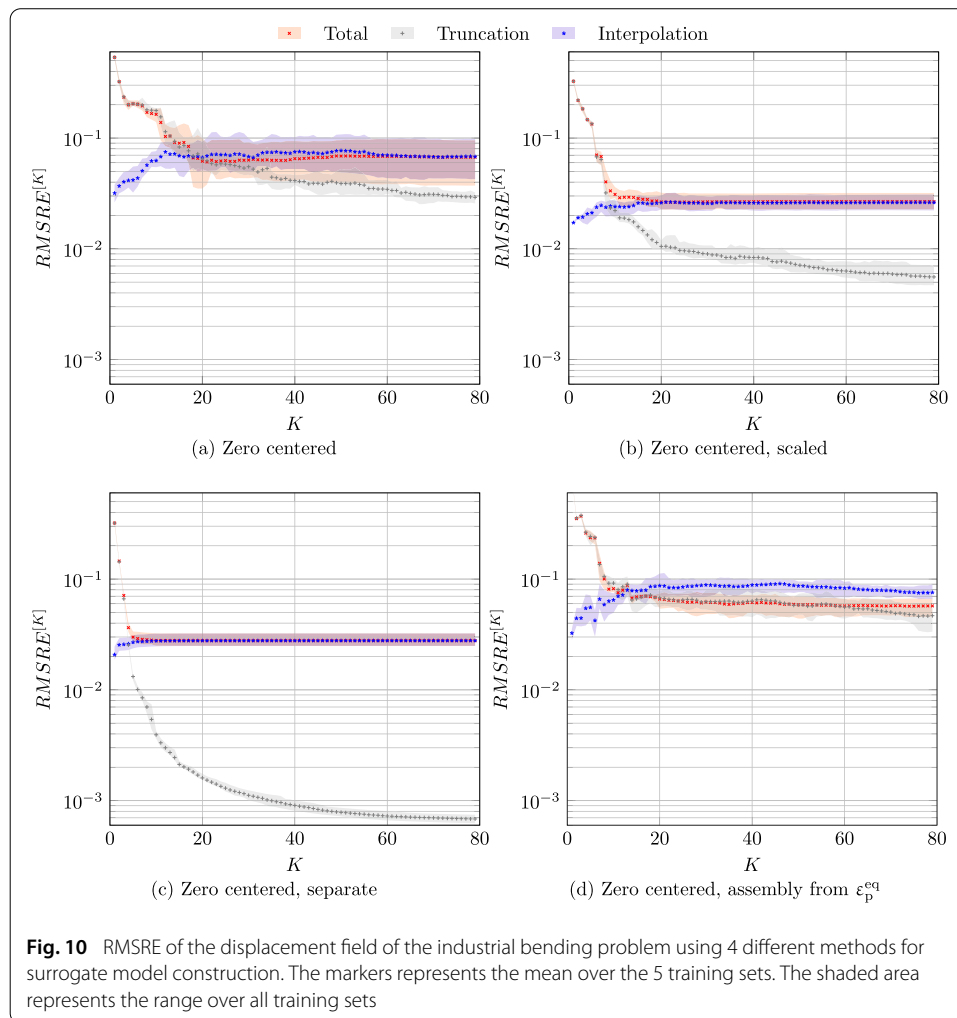 Total Truncation Interpolation
10⁻¹
10⁻²
10⁻³
RMSRE^[K]
0 20 40 60 80
K
(a) Zero centered
10⁻¹
10⁻²
10⁻³
RMSRE^[K]
0 20 40 60 80
K
(b) Zero centered, scaled
10⁻¹
10⁻²
10⁻³
RMSRE^[K]
0 20 40 60 80
K
(c) Zero centered, separate
10⁻¹
10⁻²
10⁻³
RMSRE^[K]
0 20 40 60 80
K
(d) Zero centered, assembly from ε_p^eq
Fig. 10 RMSRE of the displacement field of the industrial bending problem using 4 different methods for
surrogate model construction. The markers represents the mean over the 5 training sets. The shaded area
represents the range over all training sets